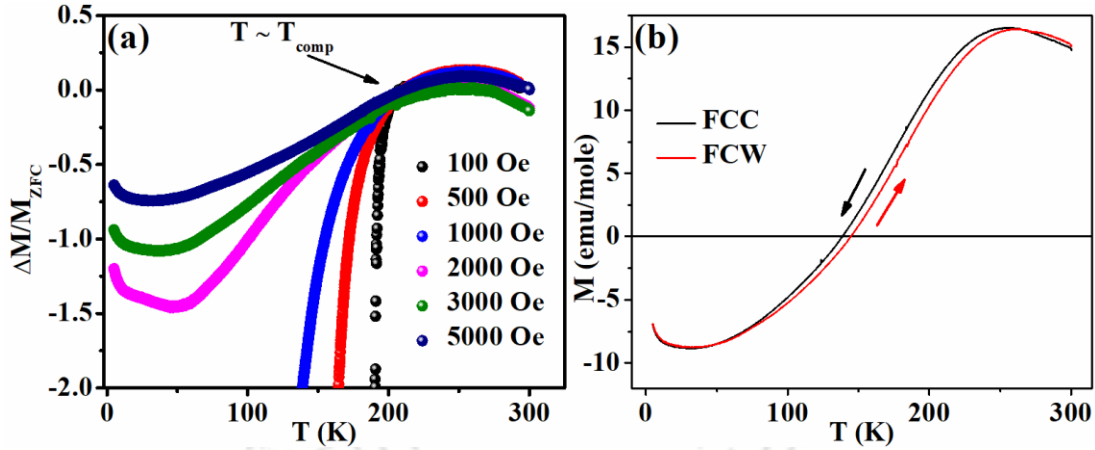 (a)
T ~ T_comp
ΔM/M_ZFC
0.5
0.0
-0.5
-1.0
-1.5
-2.0
100 Oe
500 Oe
1000 Oe
2000 Oe
3000 Oe
5000 Oe
0 100 200 300
T (K)
(b)
M (emu/mole)
15
10
5
0
-5
-10
FCC
FCW
0 100 200 300
T (K)